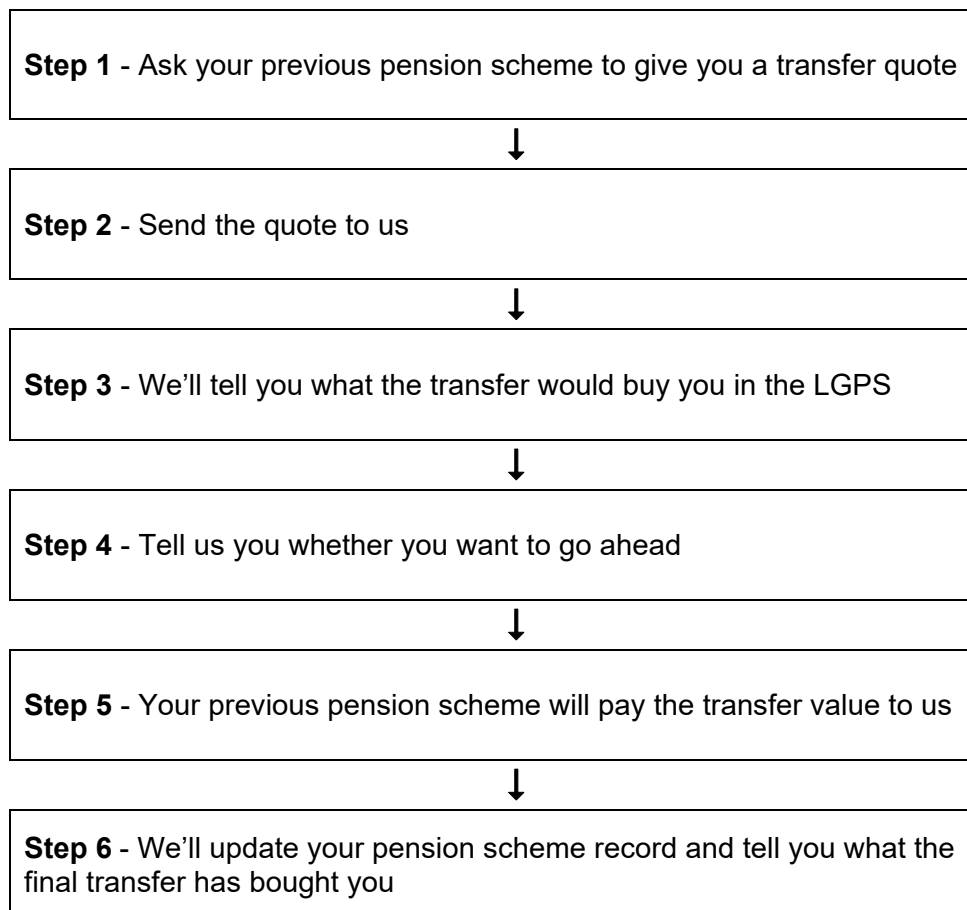 Step 1 - Ask your previous pension scheme to give you a transfer quote
Step 2 - Send the quote to us
Step 3 - We’ll tell you what the transfer would buy you in the LGPS
Step 4 - Tell us you whether you want to go ahead
Step 5 - Your previous pension scheme will pay the transfer value to us
Step 6 - We’ll update your pension scheme record and tell you what the
final transfer has bought you